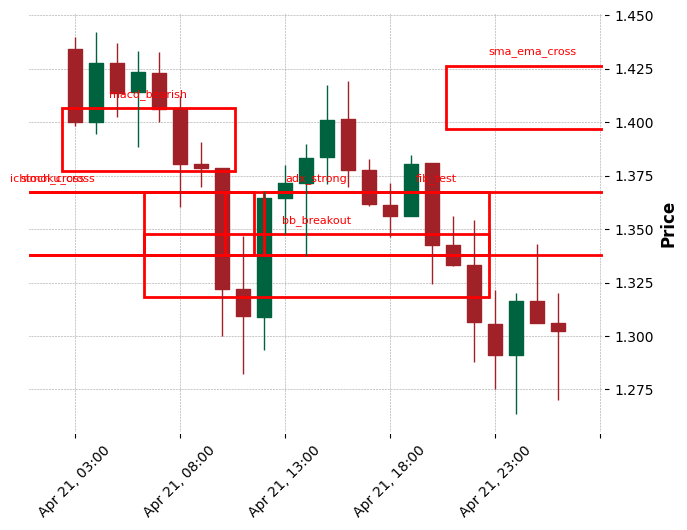 1.450
sma_ema_cross
1.425
macd_bearish
1.400
stoch_cross
adx_strong
1.375
bb_breakout
1.350
1.325
1.300
1.275
Price
Apr 21, 03:00
Apr 21, 08:00
Apr 21, 13:00
Apr 21, 18:00
Apr 21, 23:00